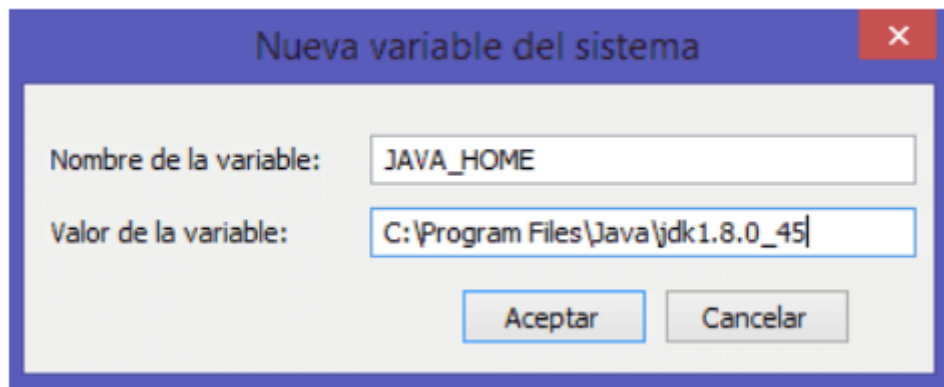 Nueva variable del sistema
Nombre de la variable: JAVA_HOME
Valor de la variable: C:\Program Files\Java\jdk1.8.0_45
Aceptar Cancelar